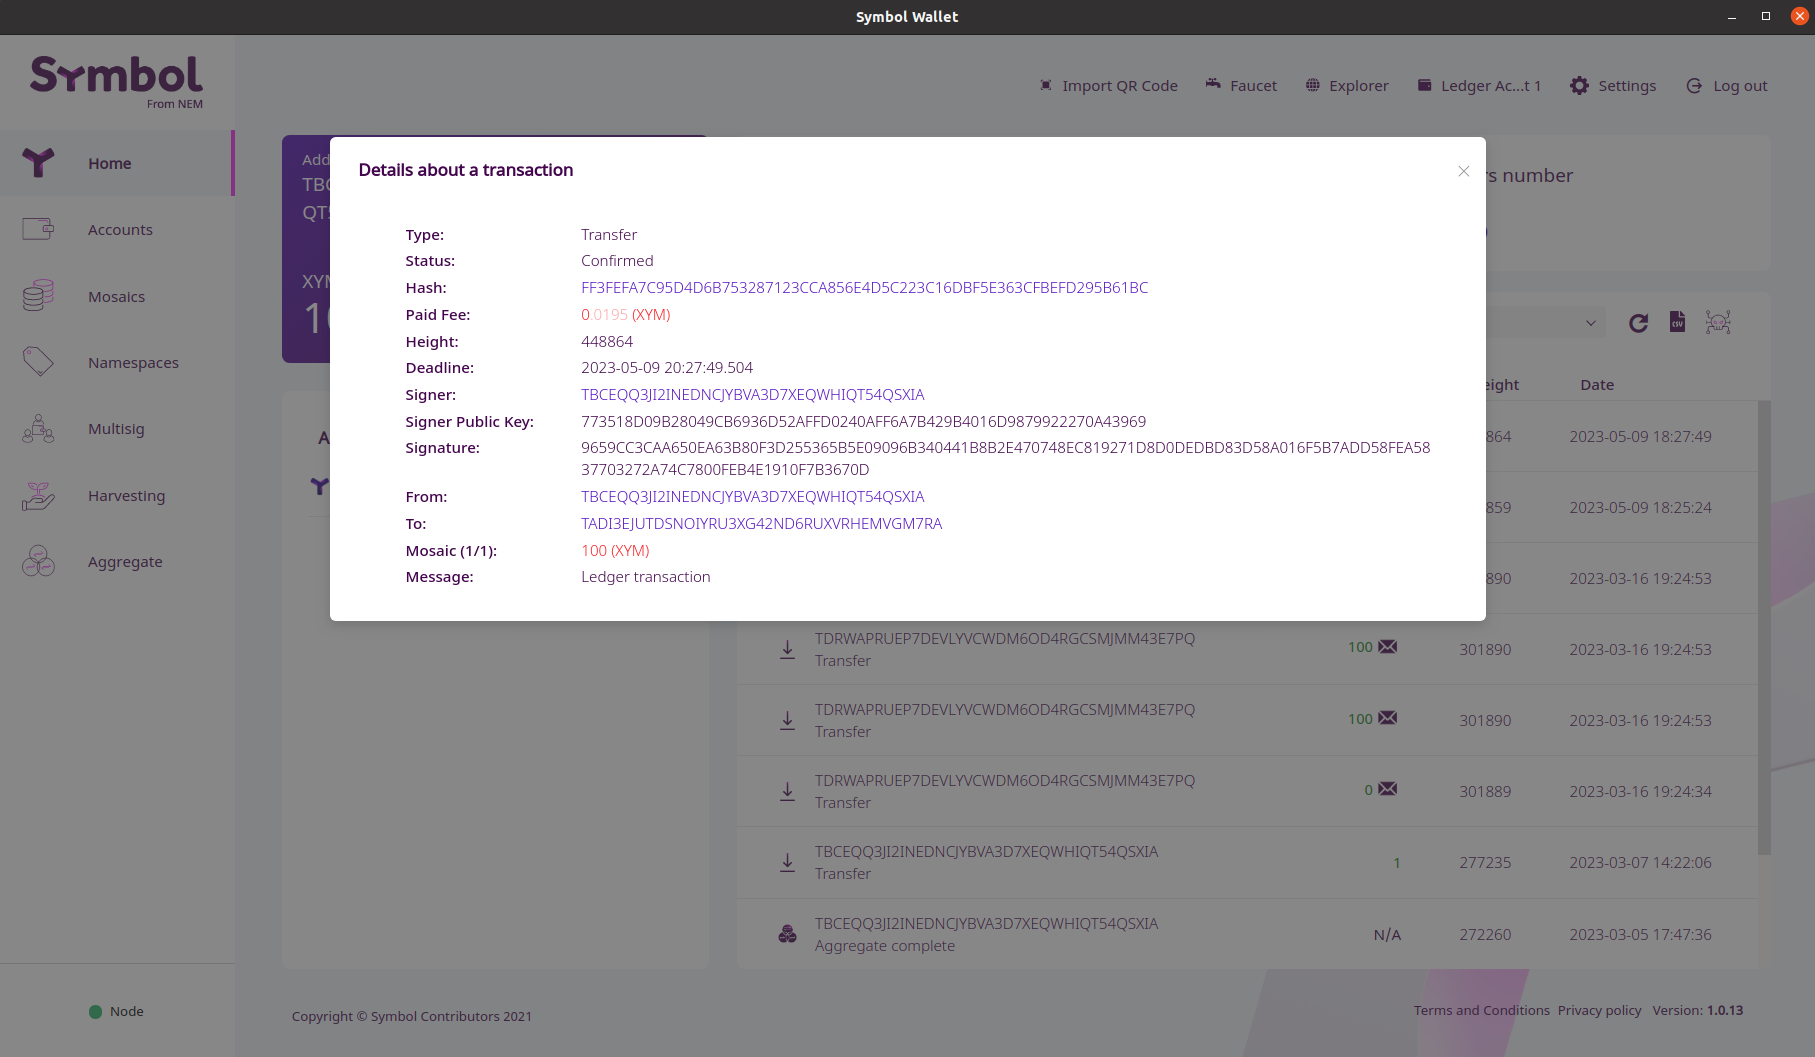 Symbol Wallet
Symbol
From NEM
Import QR Code Faucet Explorer Ledger Ac...t 1 Settings Log out
Home
Accounts
Mosaics
Namespaces
Multisig
Harvesting
Aggregate
Node
Details about a transaction
Type: Transfer
Status: Confirmed
Hash: FF3FEFA7C95D4D6B753287123CCA856E4D5C223C16DBF5E363CFBEFD295B61BC
Paid Fee: 0.0195 (XYM)
Height: 448864
Deadline: 2023-05-09 20:27:49.504
Signer: TBCEQQ3JI2INEDNCJYBVA3D7XEQWHIQT54QSXIA
Signer Public Key: 773518D09B28049CB6936D52AFFD0240AFF6A7B429B4016D9879922270A43969
Signature: 9659CC3CAA650EA63B80F3D255365B5E09096B340441B8B2E470748EC819271D8D0DEDBD83D58A016F5B7ADD58FEA58
37703272A74C7800FEB4E1910F7B3670D
From: TBCEQQ3JI2INEDNCJYBVA3D7XEQWHIQT54QSXIA
To: TADI3EJUTDSNOIYRU3XG42ND6RUXVRHEMVGM7RA
Mosaic (1/1): 100 (XYM)
Message: Ledger transaction
Add
TBC
QT5
XYM
10
A
rs number
CSV
eight Date
864 2023-05-09 18:27:49
859 2023-05-09 18:25:24
890 2023-03-16 19:24:53
TDRWAPRUEP7DEVLYVCWDM6OD4RGCSMJMM43E7PQ
Transfer
100 301890 2023-03-16 19:24:53
TDRWAPRUEP7DEVLYVCWDM6OD4RGCSMJMM43E7PQ
Transfer
100 301890 2023-03-16 19:24:53
TDRWAPRUEP7DEVLYVCWDM6OD4RGCSMJMM43E7PQ
Transfer
0 301889 2023-03-16 19:24:34
TBCEQQ3JI2INEDNCJYBVA3D7XEQWHIQT54QSXIA
Transfer
1 277235 2023-03-07 14:22:06
TBCEQQ3JI2INEDNCJYBVA3D7XEQWHIQT54QSXIA
Aggregate complete
N/A 272260 2023-03-05 17:47:36
Copyright © Symbol Contributors 2021
Terms and Conditions Privacy policy Version: 1.0.13